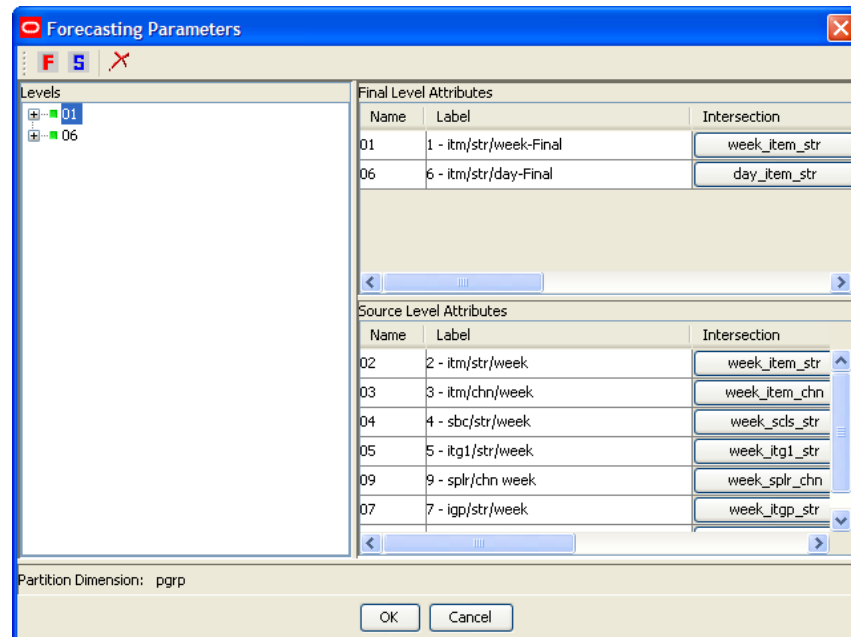 Forecasting Parameters
F S
Levels
01
06
Final Level Attributes
Name Label Intersection
01 1 - itm/str/week-Final week_item_str
06 6 - itm/str/day-Final day_item_str
Source Level Attributes
Name Label Intersection
02 2 - itm/str/week week_item_str
03 3 - itm/chn/week week_item_chn
04 4 - sbc/str/week week_scls_str
05 5 - itg1/str/week week_itg1_str
09 9 - splr/chn week week_splr_chn
07 7 - igp/str/week week_itgp_str
Partition Dimension: pgrp
OK Cancel